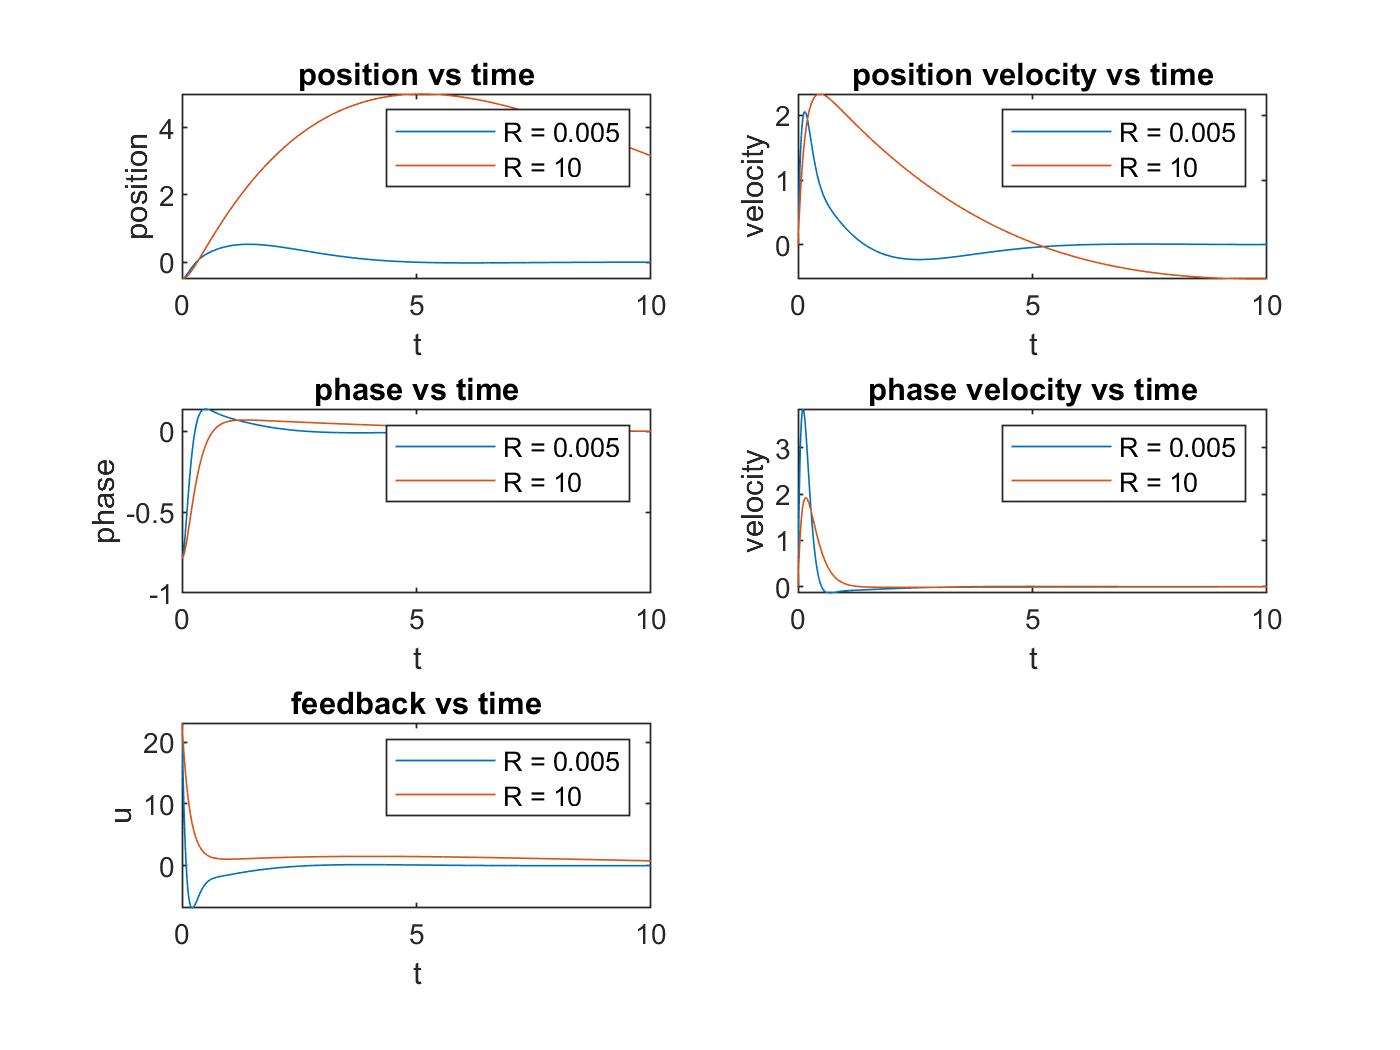 position vs time
position
4
2
0
R = 0.005
R = 10
0 5 10
t
position velocity vs time
velocity
2
1
0
R = 0.005
R = 10
0 5 10
t
phase vs time
phase
0
-0.5
-1
R = 0.005
R = 10
0 5 10
t
phase velocity vs time
velocity
3
2
1
0
R = 0.005
R = 10
0 5 10
t
feedback vs time
u
20
10
0
R = 0.005
R = 10
0 5 10
t